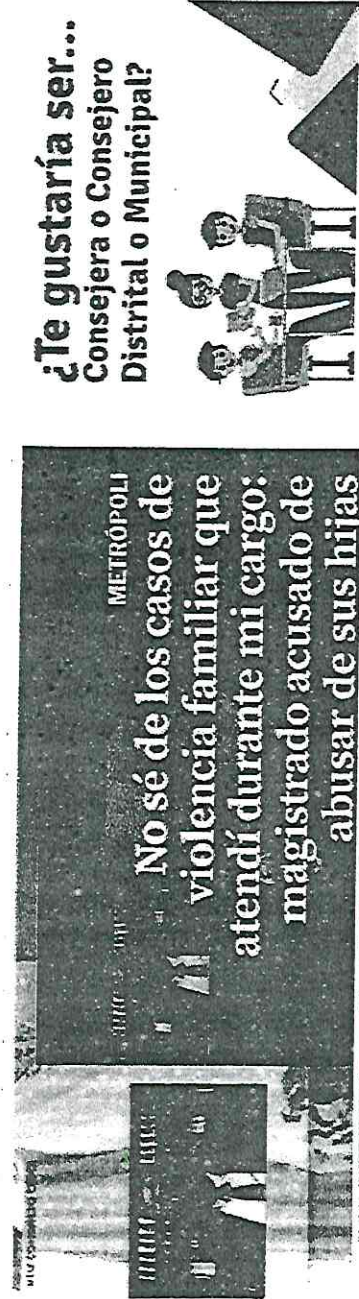 METRÓPOLI
No sé de los casos de
violencia familiar que
atendí durante mi cargo:
magistrado acusado de
abusar de sus hijas
¿Te gustaría ser...
Consejera o Consejero
Distrital o Municipal?